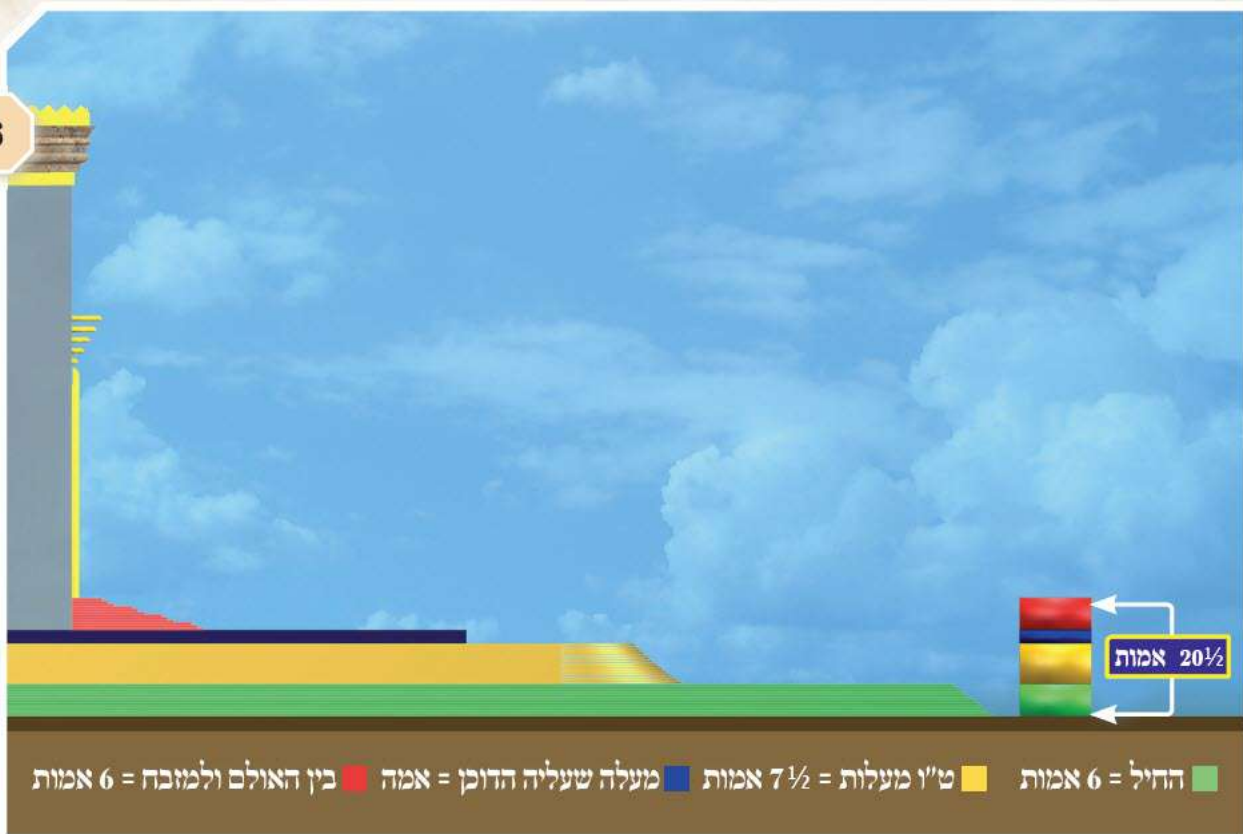 20½ אמות
החיל = 6 אמות ט"ו מעלות = 7½ אמות מעלה שעליה הדוכן = אמה בין האולם ולמזבח = 6 אמות